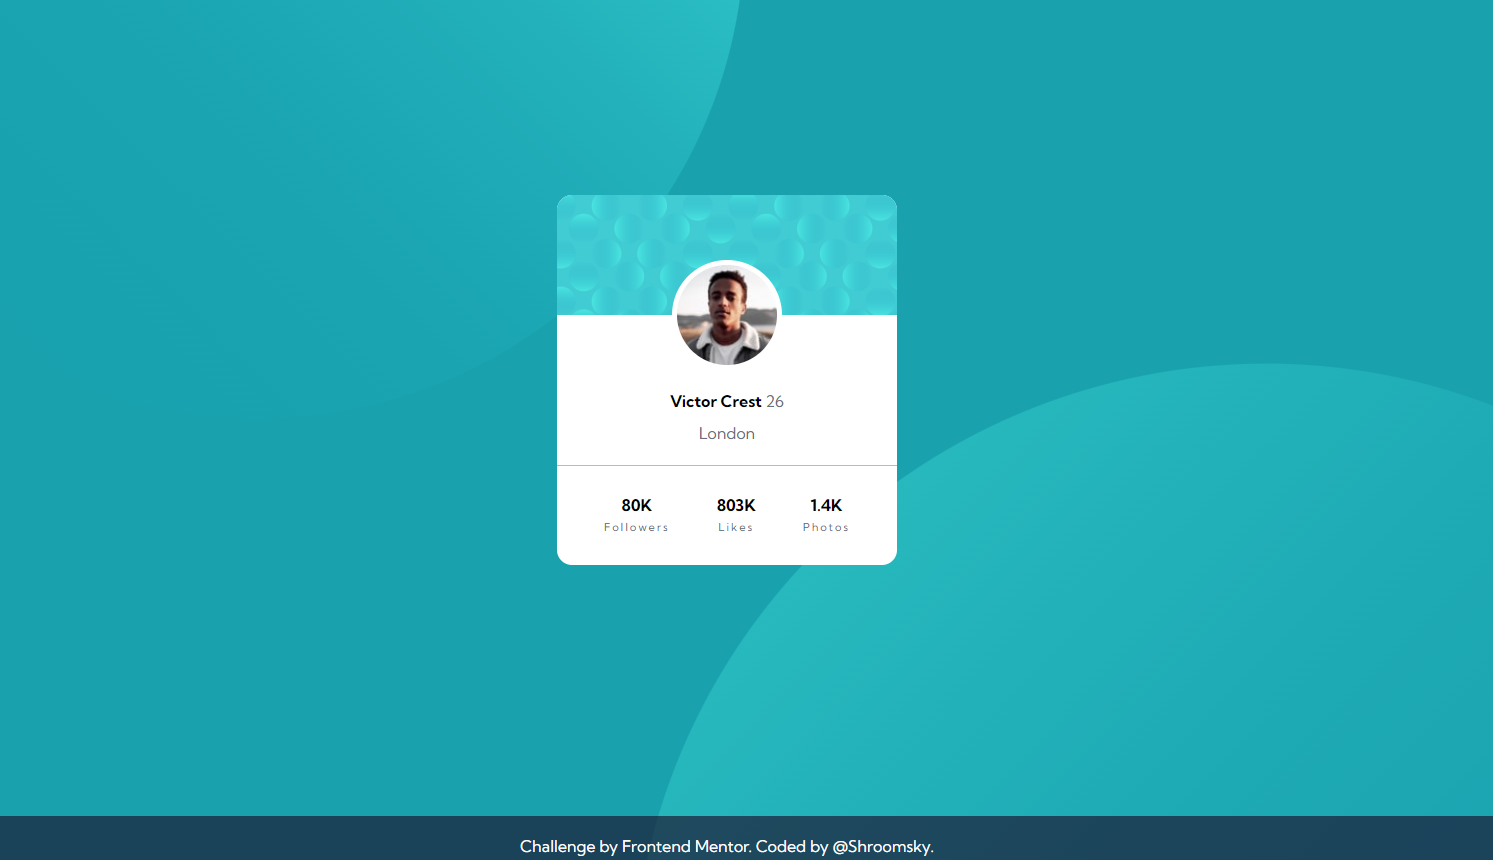 Victor Crest 26
London
80K 803K 1.4K
Followers Likes Photos
Challenge by Frontend Mentor. Coded by @Shroomsky.